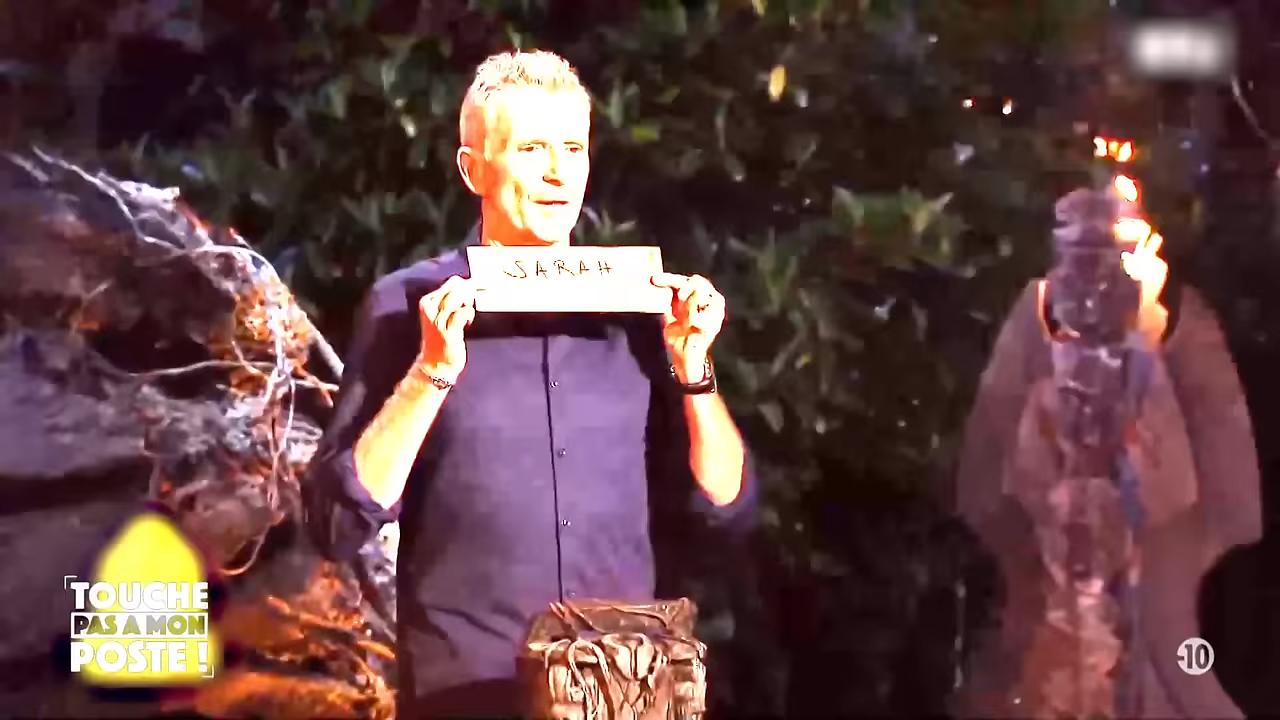 SARAH
TOUCHE
PAS A MON
POSTE !
-10